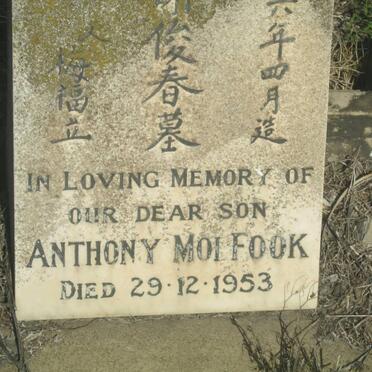 六年四月造
俊春墓
梅福立
IN LOVING MEMORY OF
OUR DEAR SON
ANTHONY MOI FOOK
DIED 29·12·1953